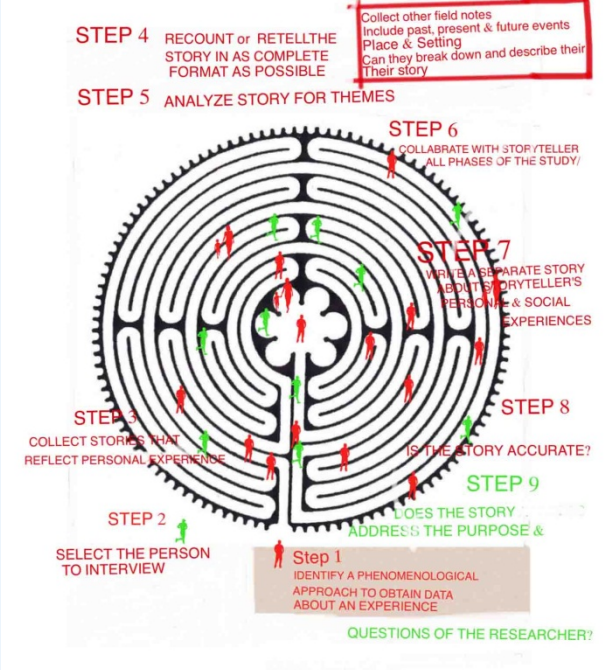 STEP 4 RECOUNT or RETELLTHE
STORY IN AS COMPLETE
FORMAT AS POSSIBLE
Collect other field notes
Include past, present & future events
Place & Setting
Can they break down and describe their
Their story
STEP 5 ANALYZE STORY FOR THEMES
STEP 6
COLLABRATE WITH STORYTELLER
ALL PHASES OF THE STUDY/
STEP 7
WRITE A SEPARATE STORY
ABOUT STORYTELLER'S
PERSONAL & SOCIAL
EXPERIENCES
STEP 8
IS THE STORY ACCURATE?
STEP 3
COLLECT STORIES THAT
REFLECT PERSONAL EXPERIENCE
STEP 9
DOES THE STORY
ADDRESS THE PURPOSE &
STEP 2
SELECT THE PERSON
TO INTERVIEW
Step 1
IDENTIFY A PHENOMENOLOGICAL
APPROACH TO OBTAIN DATA
ABOUT AN EXPERIENCE
QUESTIONS OF THE RESEARCHER?